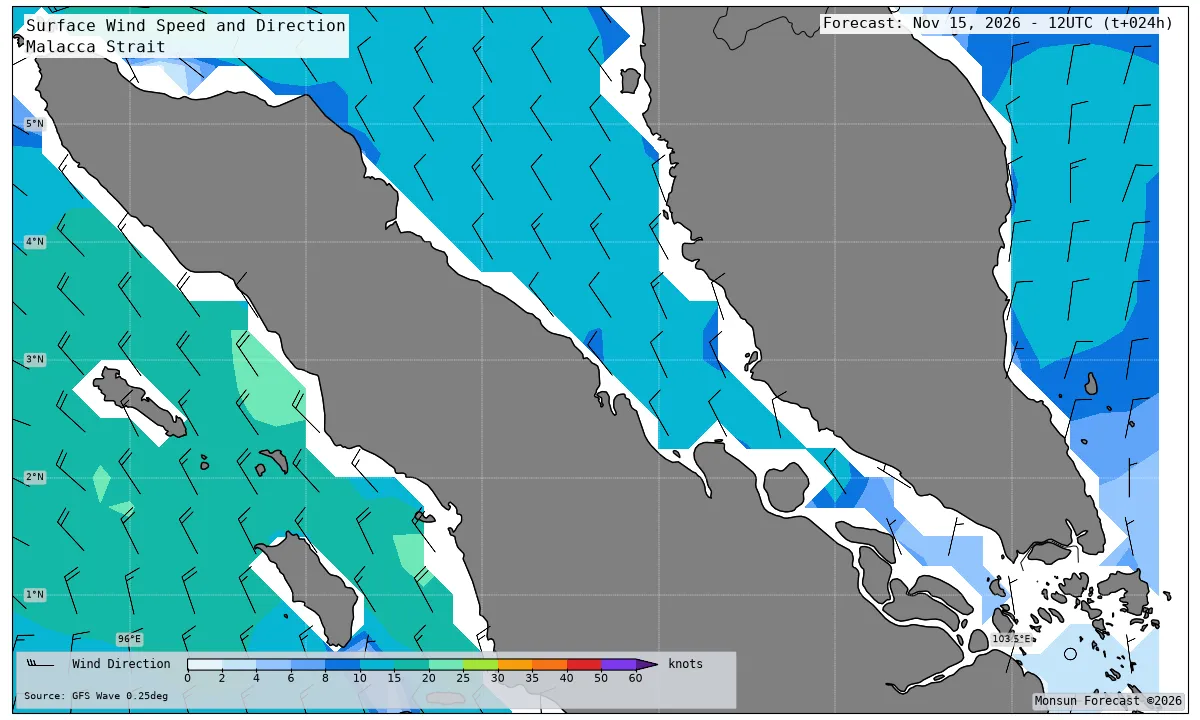 Surface Wind Speed and Direction
Malacca Strait
Forecast: Nov 15, 2026 - 12UTC (t+024h)
5°N
4°N
3°N
2°N
1°N
96°E
103.5°E
Wind Direction
0 2 4 6 8 10 15 20 25 30 35 40 50 60
knots
Source: GFS Wave 0.25deg
Monsun Forecast ©2026